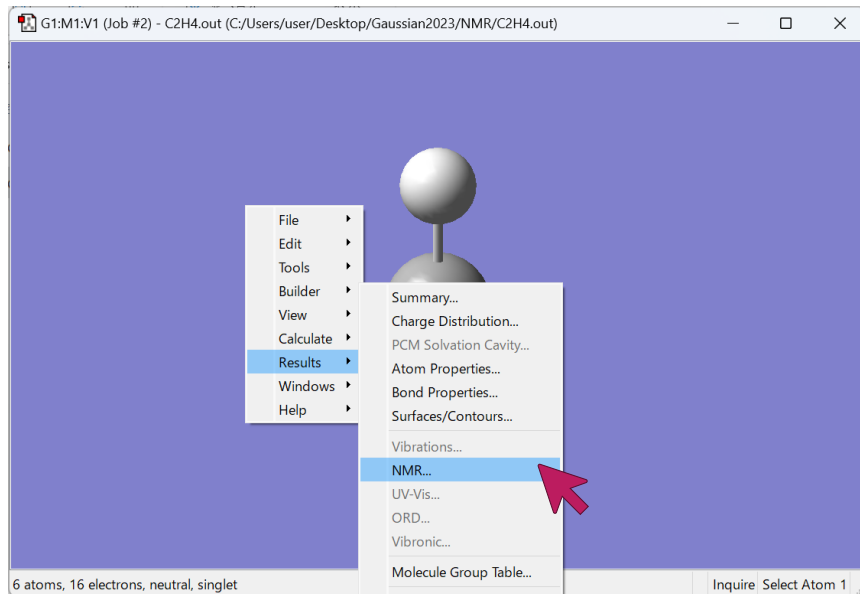 G1:M1:V1 (Job #2) - C2H4.out (C:/Users/user/Desktop/Gaussian2023/NMR/C2H4.out)
File
Edit
Tools
Builder
View
Calculate
Results
Windows
Help
Summary...
Charge Distribution...
PCM Solvation Cavity...
Atom Properties...
Bond Properties...
Surfaces/Contours...
Vibrations...
NMR...
UV-Vis...
ORD...
Vibronic...
Molecule Group Table...
6 atoms, 16 electrons, neutral, singlet
Inquire Select Atom 1